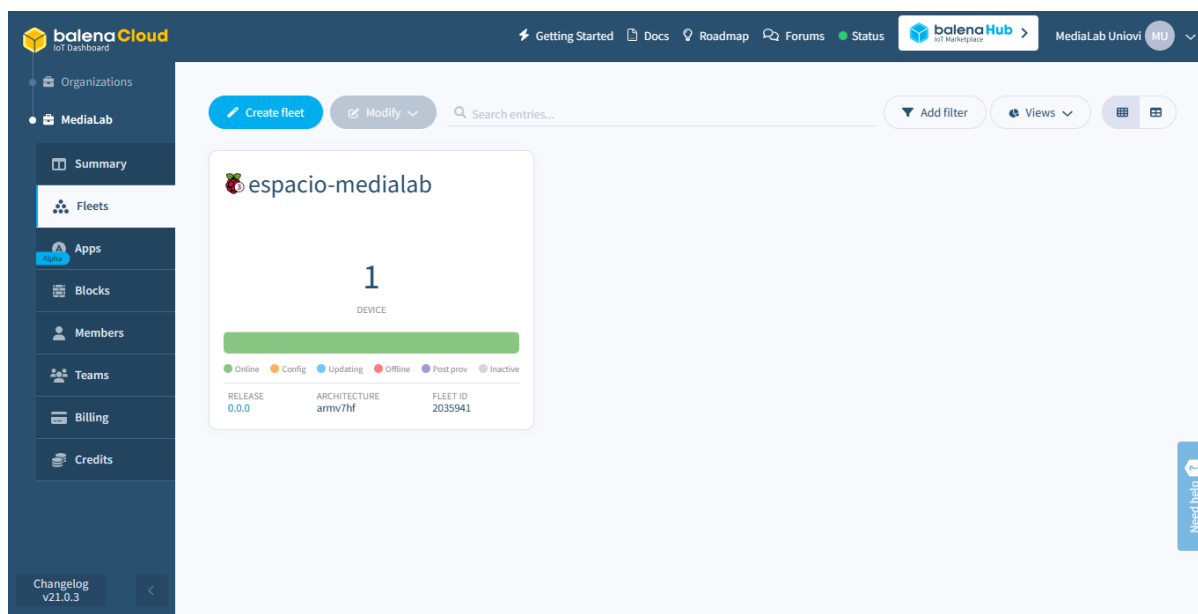 balenaCloud
IoT Dashboard
Getting Started Docs Roadmap Forums Status
balenaHub
IoT Marketplace
MediaLab Uniovi MU
Organizations
MediaLab
Summary
Fleets
Apps
Alpha
Blocks
Members
Teams
Billing
Credits
Changelog
v21.0.3
Create fleet Modify Search entries... Add filter Views
3 espacio-medialab
1
DEVICE
Online Config Updating Offline Post prov Inactive
RELEASE ARCHITECTURE FLEET ID
0.0.0 armv7hf 2035941
Need help ?